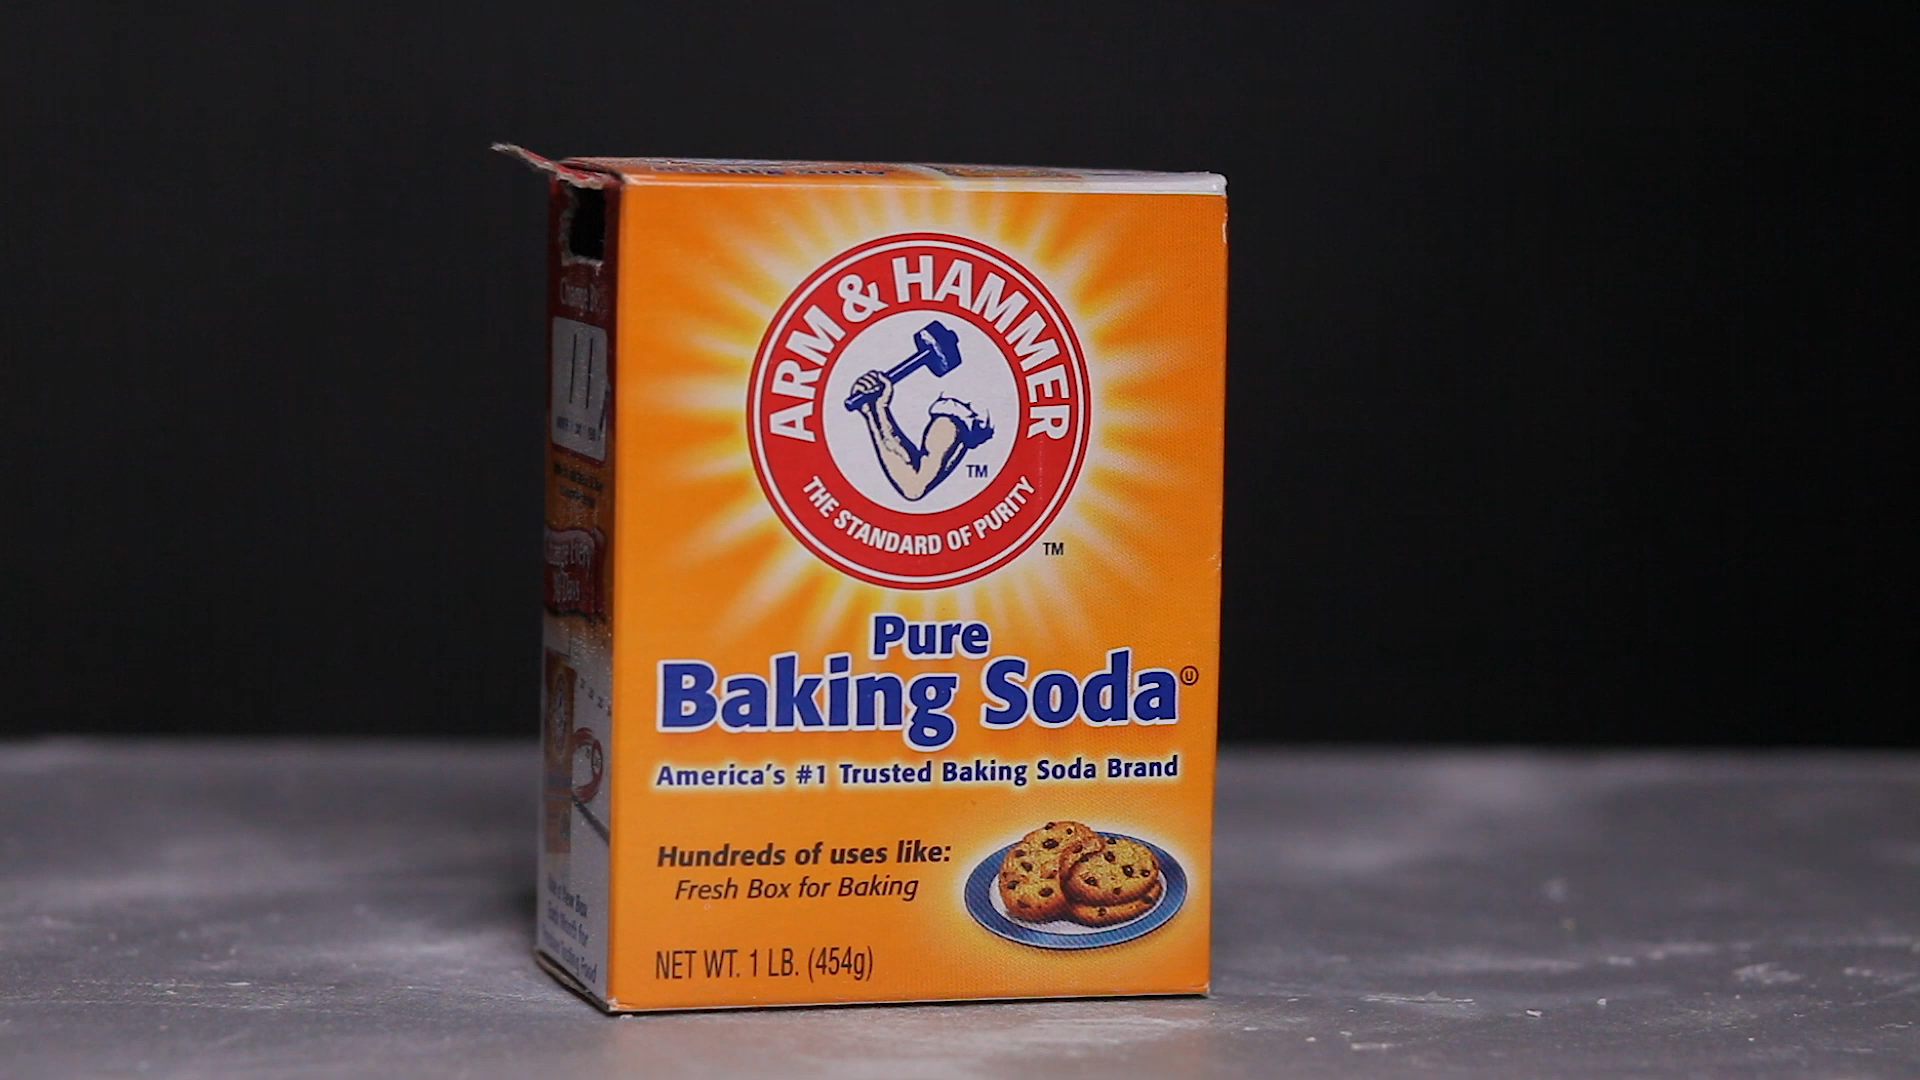 ARM & HAMMER
TM
THE STANDARD OF PURITY
TM
Pure
Baking Soda Ⓤ
America's #1 Trusted Baking Soda Brand
Hundreds of uses like:
Fresh Box for Baking
NET WT. 1 LB. (454g)
Change